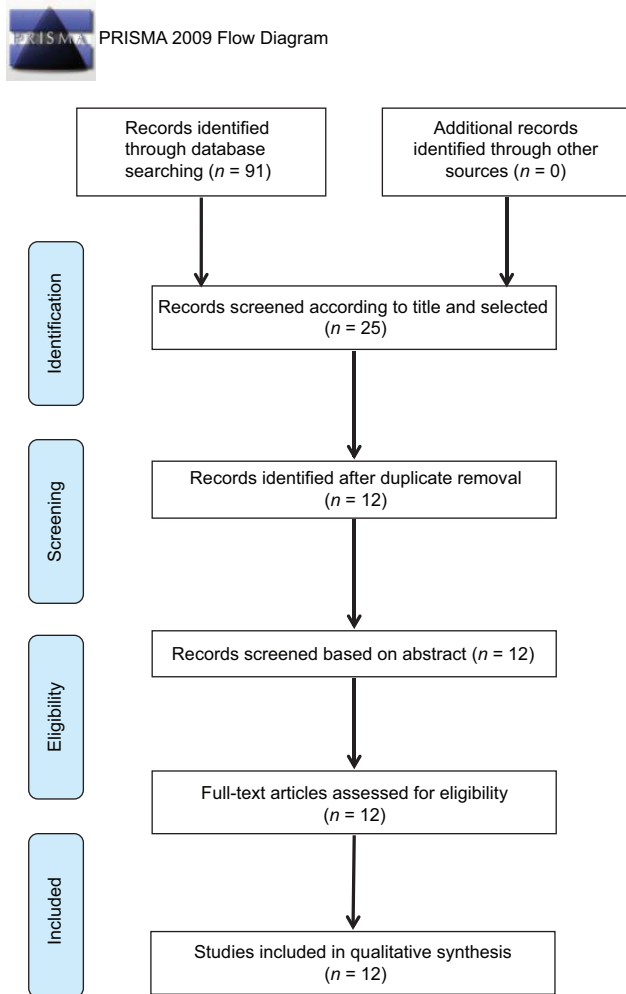 PRISMA
PRISMA 2009 Flow Diagram
Records identified
through database
searching (n = 91)
Additional records
identified through other
sources (n = 0)
Identification
Records screened according to title and selected
(n = 25)
Screening
Records identified after duplicate removal
(n = 12)
Records screened based on abstract (n = 12)
Eligibility
Full-text articles assessed for eligibility
(n = 12)
Included
Studies included in qualitative synthesis
(n = 12)